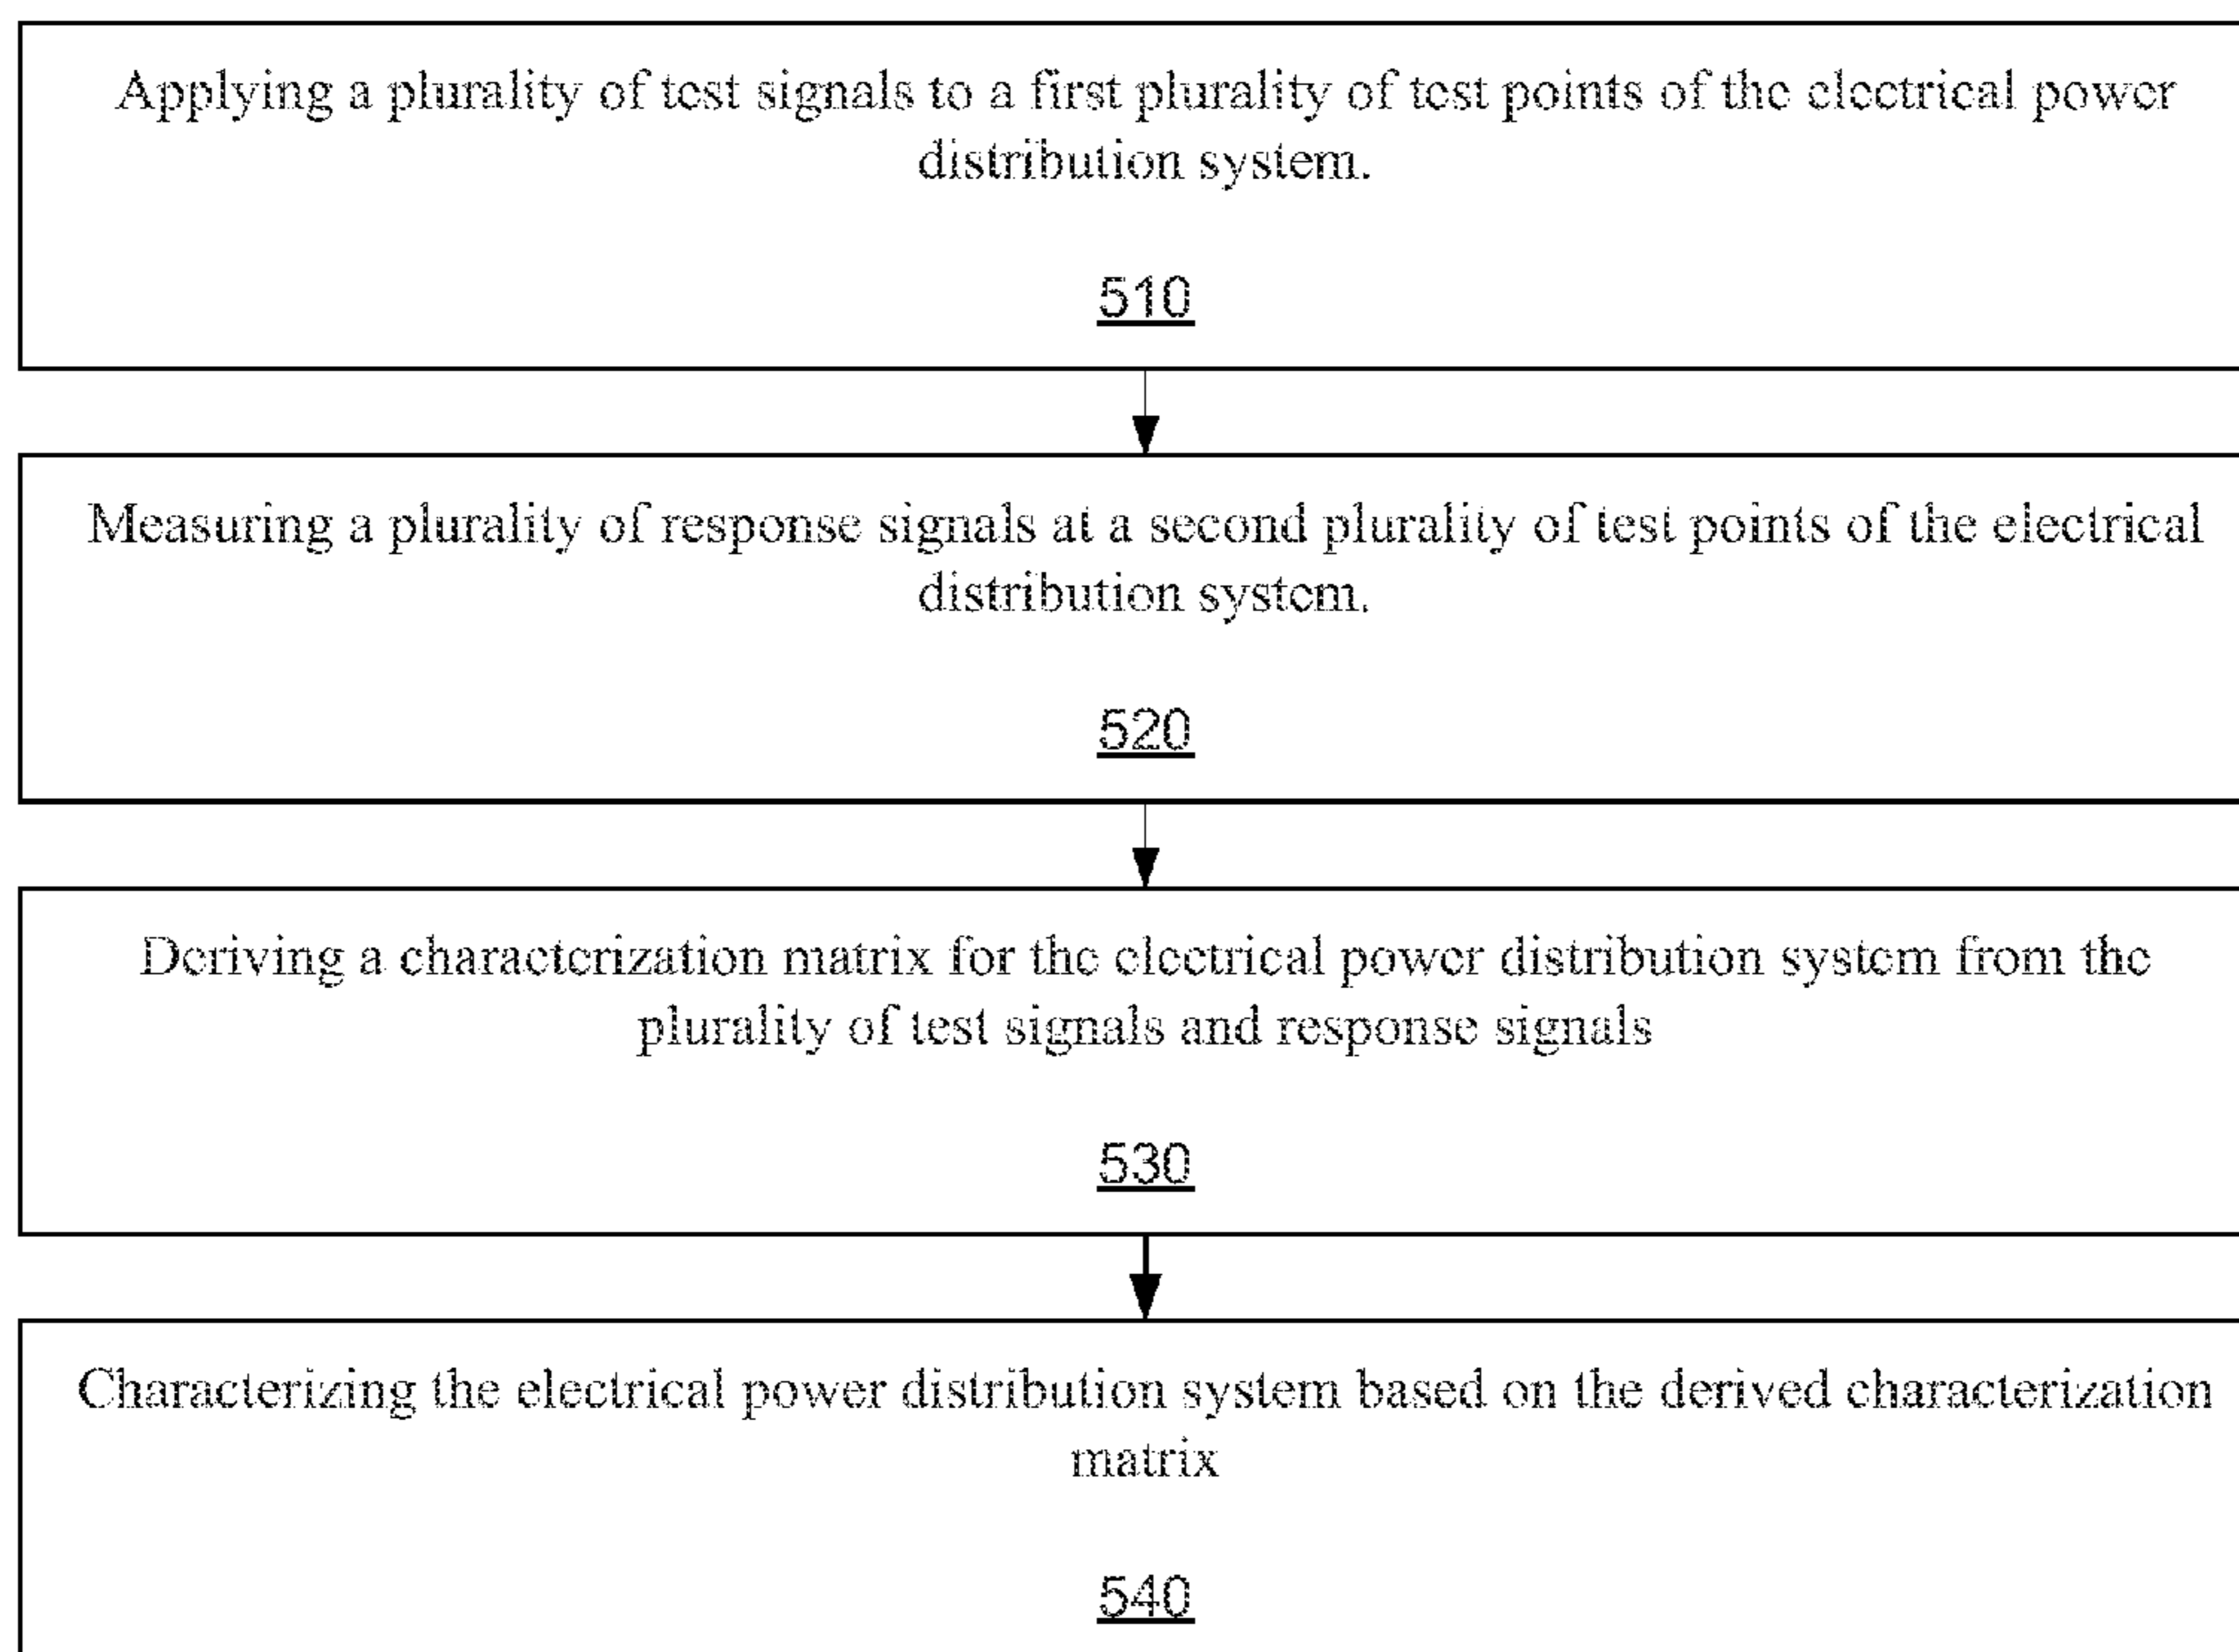 Applying a plurality of test signals to a first plurality of test points of the electrical power
distribution system.
510
Measuring a plurality of response signals at a second plurality of test points of the electrical
distribution system.
520
Deriving a characterization matrix for the electrical power distribution system from the
plurality of test signals and response signals
530
Characterizing the electrical power distribution system based on the derived characterization
matrix
540